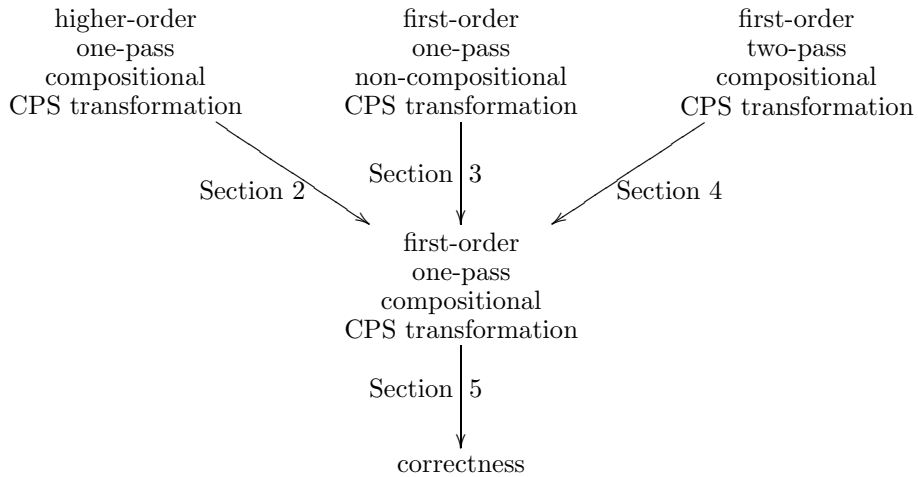 higher-order
one-pass
compositional
CPS transformation
first-order
one-pass
non-compositional
CPS transformation
first-order
two-pass
compositional
CPS transformation
Section 2
Section 3
Section 4
first-order
one-pass
compositional
CPS transformation
Section 5
correctness